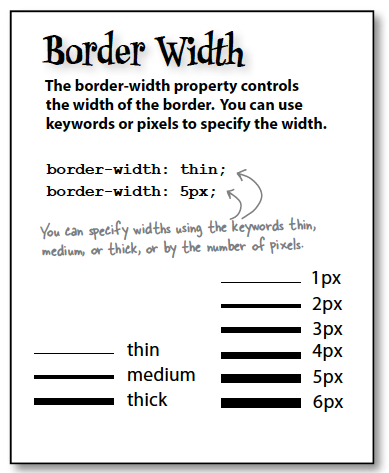 Border Width
The border-width property controls
the width of the border. You can use
keywords or pixels to specify the width.
border-width: thin;
border-width: 5px;
You can specify widths using the keywords thin,
medium, or thick, or by the number of pixels.
1px
2px
3px
thin
4px
medium
5px
thick
6px